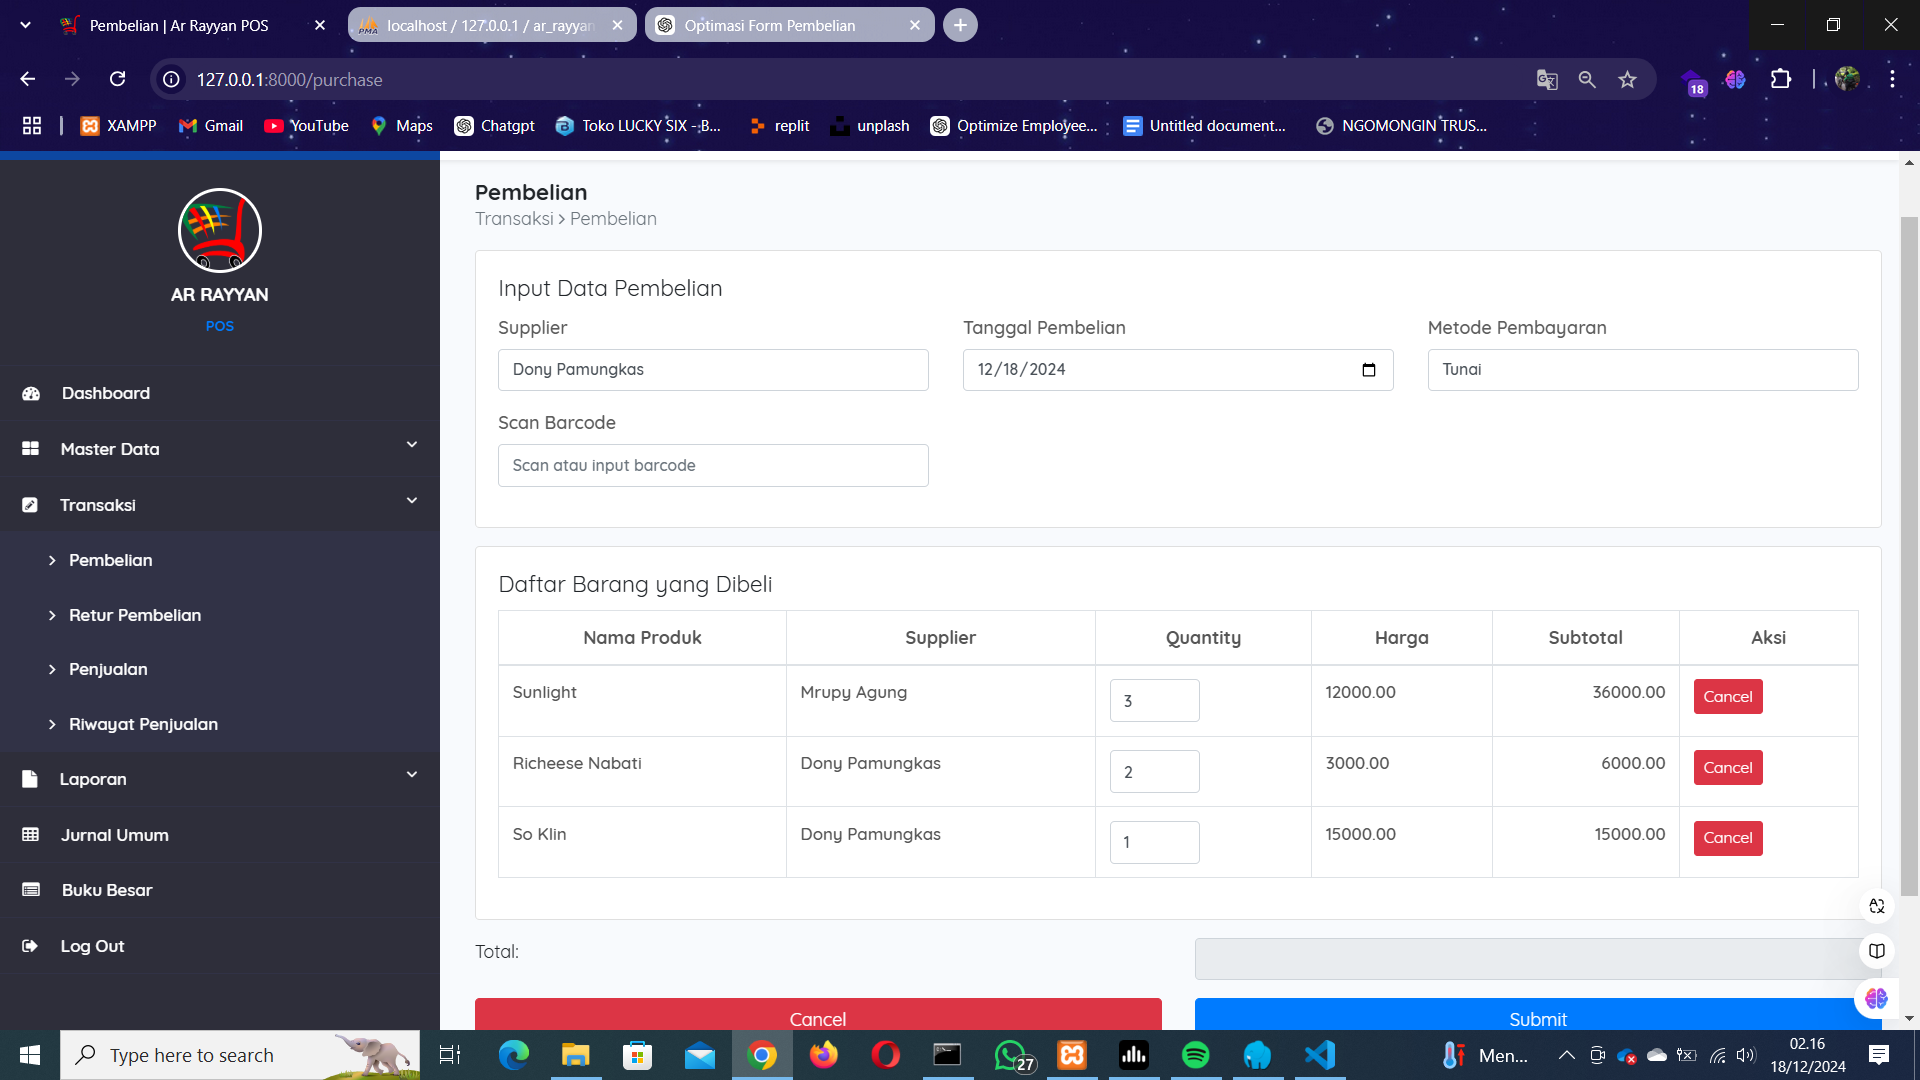 Pembelian | Ar Rayyan POS
localhost / 127.0.0.1 / ar_rayyan
Optimasi Form Pembelian
127.0.0.1:8000/purchase
18
XAMPP
Gmail
YouTube
Maps
Chatgpt
Toko LUCKY SIX - B...
replit
unplash
Optimize Employee...
Untitled document...
NGOMONGIN TRUS...
AR RAYYAN
POS
Dashboard
Master Data
Transaksi
Pembelian
Retur Pembelian
Penjualan
Riwayat Penjualan
Laporan
Jurnal Umum
Buku Besar
Log Out
Pembelian
Transaksi > Pembelian
Input Data Pembelian
Supplier
Tanggal Pembelian
Metode Pembayaran
Dony Pamungkas
12/18/2024
Tunai
Scan Barcode
Scan atau input barcode
Daftar Barang yang Dibeli
Nama Produk Supplier Quantity Harga Subtotal Aksi
Sunlight Mrupy Agung 3 12000.00 36000.00 Cancel
Richeese Nabati Dony Pamungkas 2 3000.00 6000.00 Cancel
So Klin Dony Pamungkas 1 15000.00 15000.00 Cancel
Total:
Cancel
Submit
Type here to search
27
Men...
02.16
18/12/2024